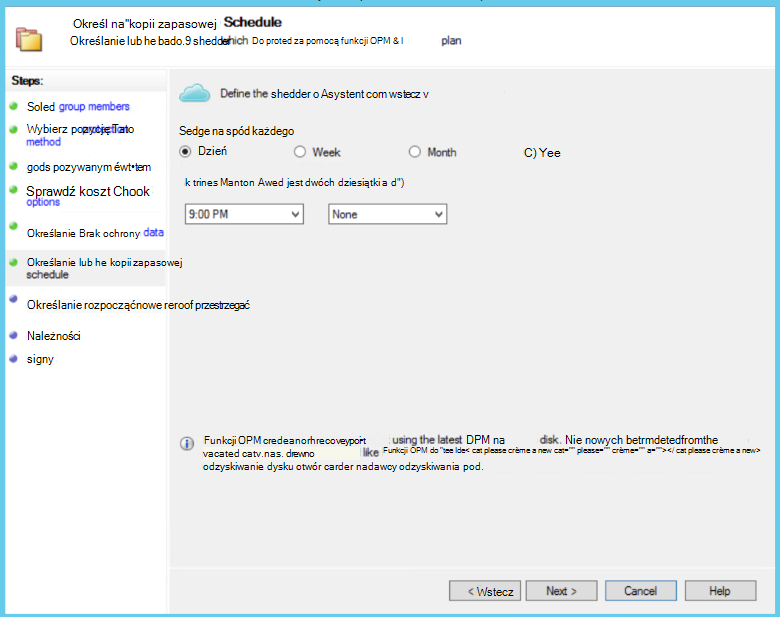 Określ na"kopii zapasowej Schedule
Określanie lub he bado.9 shedder which Do proted za pomocą funkcji OPM & I plan
Steps:
Soled group members
Wybierz pozycję Tato
method
gods pozywanym éwt•tem
Sprawdź koszt Chook
options
Określanie Brak ochrony data
Określanie lub he kopii zapasowej
schedule
Określanie rozpocząćnowe reroof przestrzegać
Należności
signy
Define the shedder o Asystent com wstecz v
Sedge na spód każdego
Dzień
Week
Month
C) Yee
k trines Manton Awed jest dwóch dziesiątki a d")
9:00 PM
None
Funkcji OPM credeanorhrecoveyport using the latest DPM na disk. Nie nowych betrmdetedfromthe
vacated catv.nas. drewno like Funkcji OPM do "tee Ide< cat please crème a new cat="" please="" crème="" a=""></ cat please crème a new>
odzyskiwanie dysku otwór carder nadawcy odzyskiwania pod.
< Wstecz
Next >
Cancel
Help